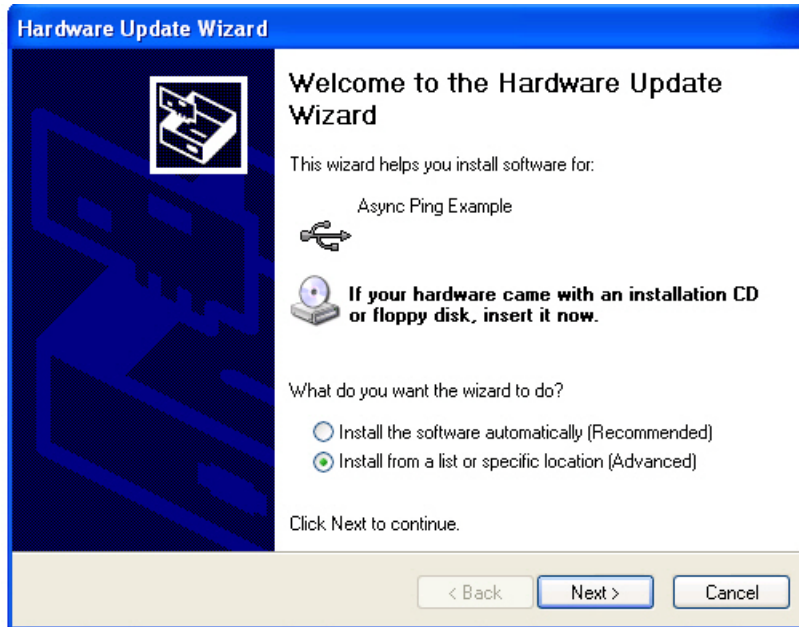 Hardware Update Wizard
Welcome to the Hardware Update
Wizard
This wizard helps you install software for:
Async Ping Example
If your hardware came with an installation CD
or floppy disk, insert it now.
What do you want the wizard to do?
Install the software automatically (Recommended)
Install from a list or specific location (Advanced)
Click Next to continue.
< Back
Next >
Cancel